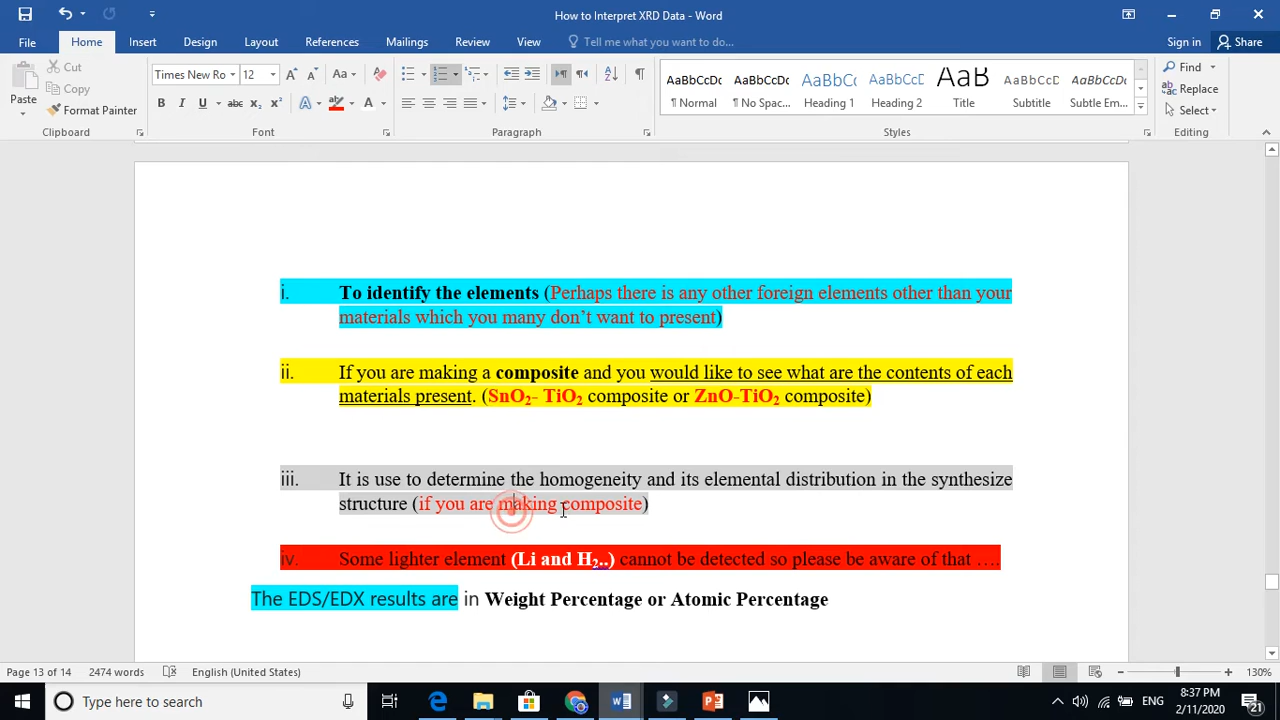 How to Interpret XRD Data - Word
File Home Insert Design Layout References Mailings Review View Tell me what you want to do... Sign in Share
Paste Cut Copy Format Painter
Times New Ro 12
AaBbCcDc AaBbCcDc AaBbCc AaBbCcD AaB AaBbCcD AaBbCcDc
¶ Normal ¶ No Spac... Heading 1 Heading 2 Title Subtitle Subtle Em...
Find Replace Select
Clipboard Font Paragraph Styles Editing
i. To identify the elements (Perhaps there is any other foreign elements other than your
materials which you many don’t want to present)
ii. If you are making a composite and you would like to see what are the contents of each
materials present. (SnO2- TiO2 composite or ZnO-TiO2 composite)
iii. It is use to determine the homogeneity and its elemental distribution in the synthesize
structure (if you are making composite)
iv. Some lighter element (Li and H2..) cannot be detected so please be aware of that ….
The EDS/EDX results are in Weight Percentage or Atomic Percentage
Page 13 of 14 2474 words English (United States) 130%
Type here to search ENG 8:37 PM
2/11/2020 21